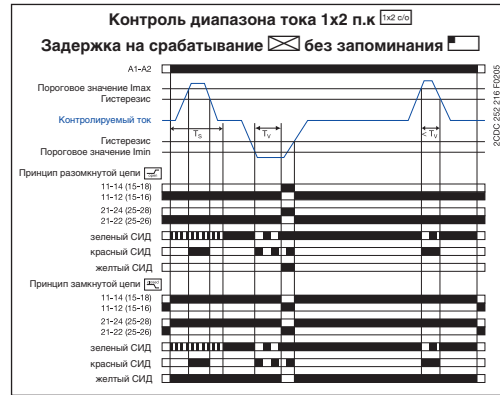 Контроль диапазона тока 1x2 п.к 1x2 c/o
Задержка на срабатывание без запоминания
A1-A2
Пороговое значение Imax
Гистерезис
Контролируемый ток
Ts
Tv
< Tv
Гистерезис
Пороговое значение Imin
Принцип разомкнутой цепи
11-14 (15-18)
11-12 (15-16)
21-24 (25-28)
21-22 (25-26)
зеленый СИД
красный СИД
желтый СИД
Принцип замкнутой цепи
11-14 (15-18)
11-12 (15-16)
21-24 (25-28)
21-22 (25-26)
зеленый СИД
красный СИД
желтый СИД
2CDC 252 216 F0205